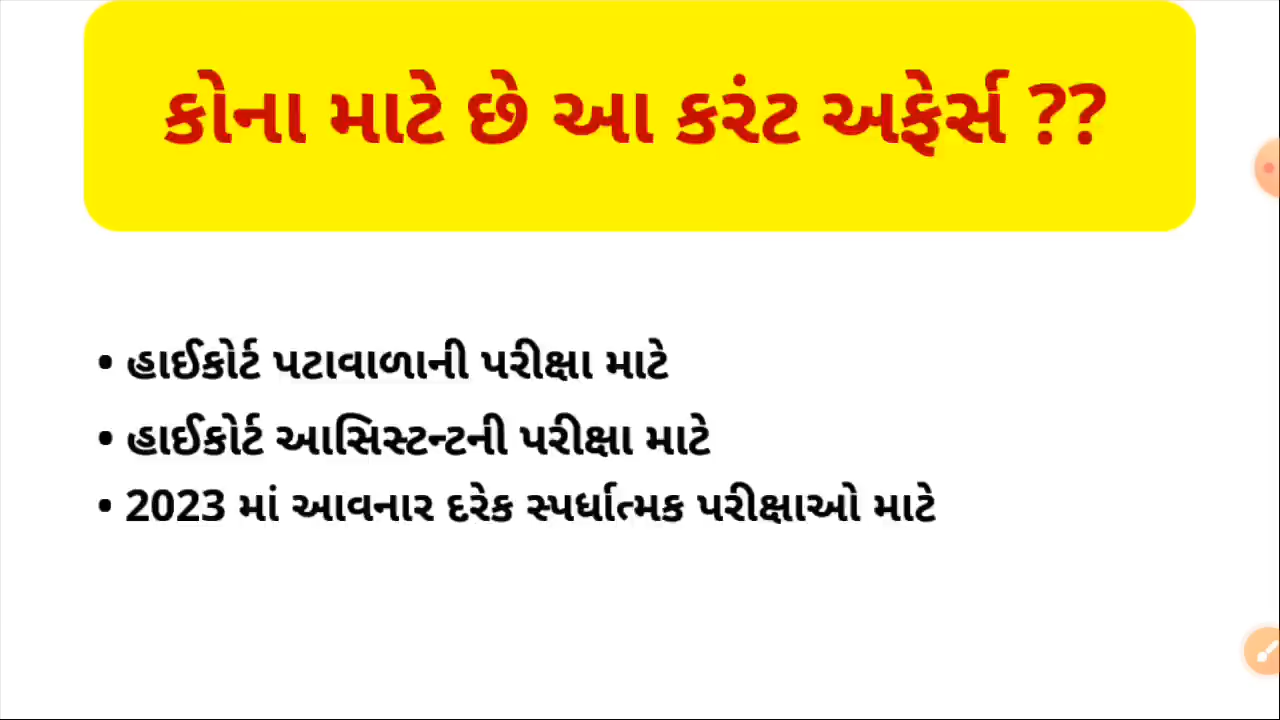 કોના માટે છે આ કરંટ અફેર્સ ??
• હાઈકોર્ટ પટાવાળાની પરીક્ષા માટે
• હાઈકોર્ટ આસિસ્ટન્ટની પરીક્ષા માટે
• 2023 માં આવનાર દરેક સ્પર્ધાત્મક પરીક્ષાઓ માટે